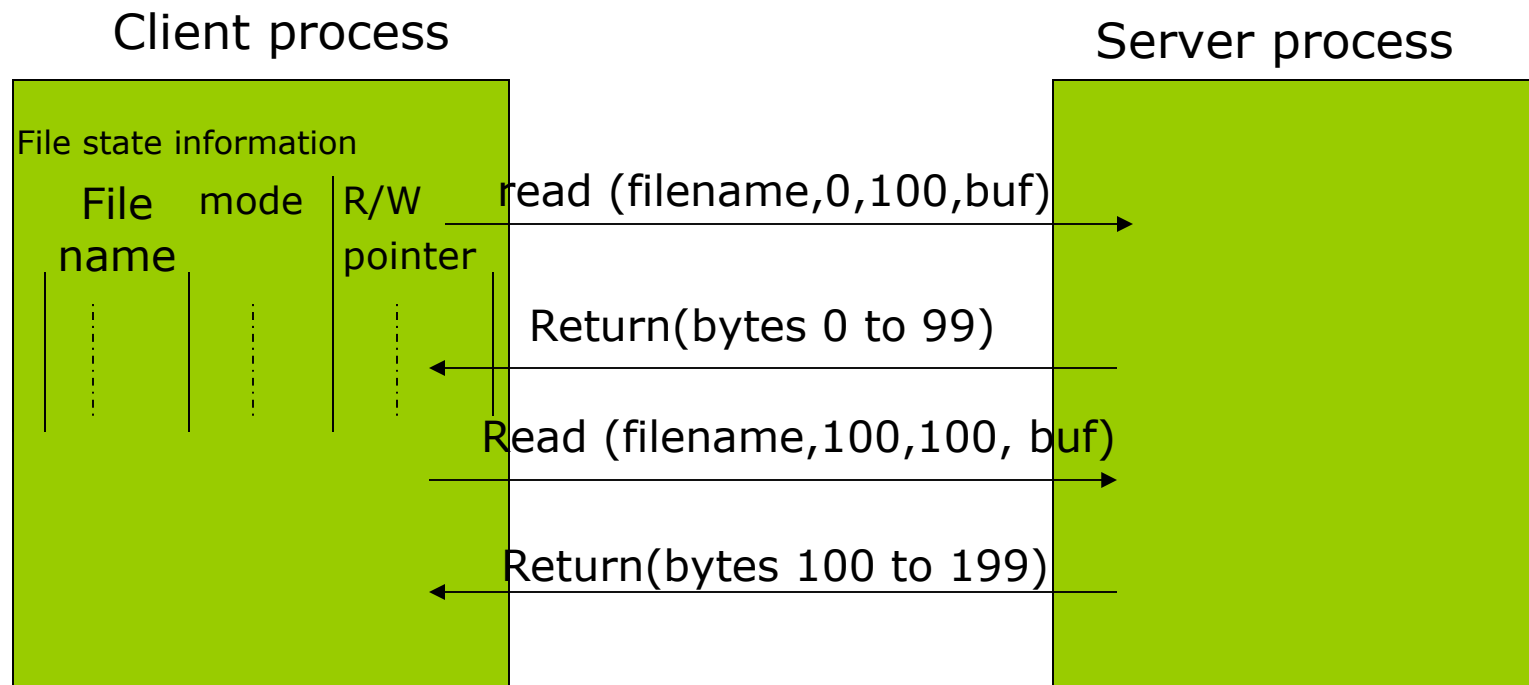 Client process
Server process
File state information
File mode R/W
name pointer
read (filename,0,100,buf)
Return(bytes 0 to 99)
Read (filename,100,100, buf)
Return(bytes 100 to 199)